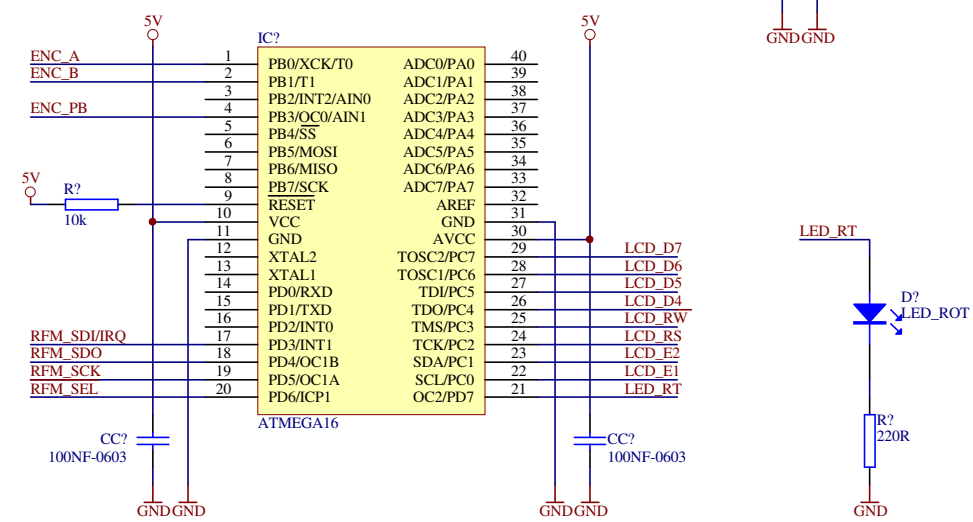 5V
IC?
ENC_A
ENC_B
ENC_PB
1 PB0/XCK/T0
2 PB1/T1
3 PB2/INT2/AIN0
4 PB3/OC0/AIN1
5 PB4/SS
6 PB5/MOSI
7 PB6/MISO
8 PB7/SCK
9 RESET
10 VCC
11 GND
12 XTAL2
13 XTAL1
14 PD0/RXD
15 PD1/TXD
16 PD2/INT0
17 PD3/INT1
18 PD4/OC1B
19 PD5/OC1A
20 PD6/ICP1
5V
R?
10k
RFM_SDI/IRQ
RFM_SDO
RFM_SCK
RFM_SEL
ATMEGA16
CC?
100NF-0603
GND GND
5V
ADC0/PA0 40
ADC1/PA1 39
ADC2/PA2 38
ADC3/PA3 37
ADC4/PA4 36
ADC5/PA5 35
ADC6/PA6 34
ADC7/PA7 33
AREF 32
GND 31
AVCC 30
TOSC2/PC7 29 LCD_D7
TOSC1/PC6 28 LCD_D6
TDI/PC5 27 LCD_D5
TDO/PC4 26 LCD_D4
TMS/PC3 25 LCD_RW
TCK/PC2 24 LCD_RS
SDA/PC1 23 LCD_E2
SCL/PC0 22 LCD_E1
OC2/PD7 21 LED_RT
CC?
100NF-0603
GND GND
GND GND
LED_RT
D?
LED_ROT
R?
220R
GND